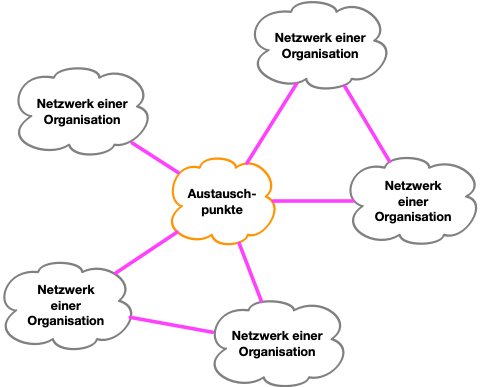 Netzwerk einer
Organisation
Netzwerk einer
Organisation
Austausch-
punkte
Netzwerk
einer
Organisation
Netzwerk
einer
Organisation
Netzwerk einer
Organisation